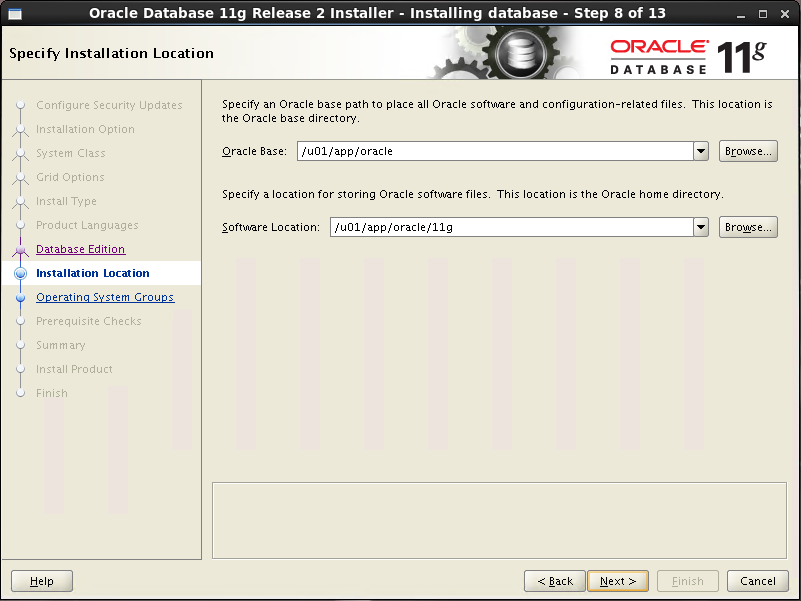 Oracle Database 11g Release 2 Installer - Installing database - Step 8 of 13
Specify Installation Location
ORACLE
DATABASE
11g
Configure Security Updates
Installation Option
System Class
Grid Options
Install Type
Product Languages
Database Edition
Installation Location
Operating System Groups
Prerequisite Checks
Summary
Install Product
Finish
Specify an Oracle base path to place all Oracle software and configuration-related files. This location is
the Oracle base directory.
Oracle Base: /u01/app/oracle Browse...
Specify a location for storing Oracle software files. This location is the Oracle home directory.
Software Location: /u01/app/oracle/11g Browse...
Help < Back Next > Finish Cancel